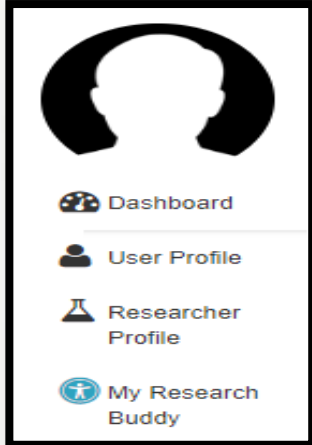 Dashboard
User Profile
Researcher
Profile
My Research
Buddy